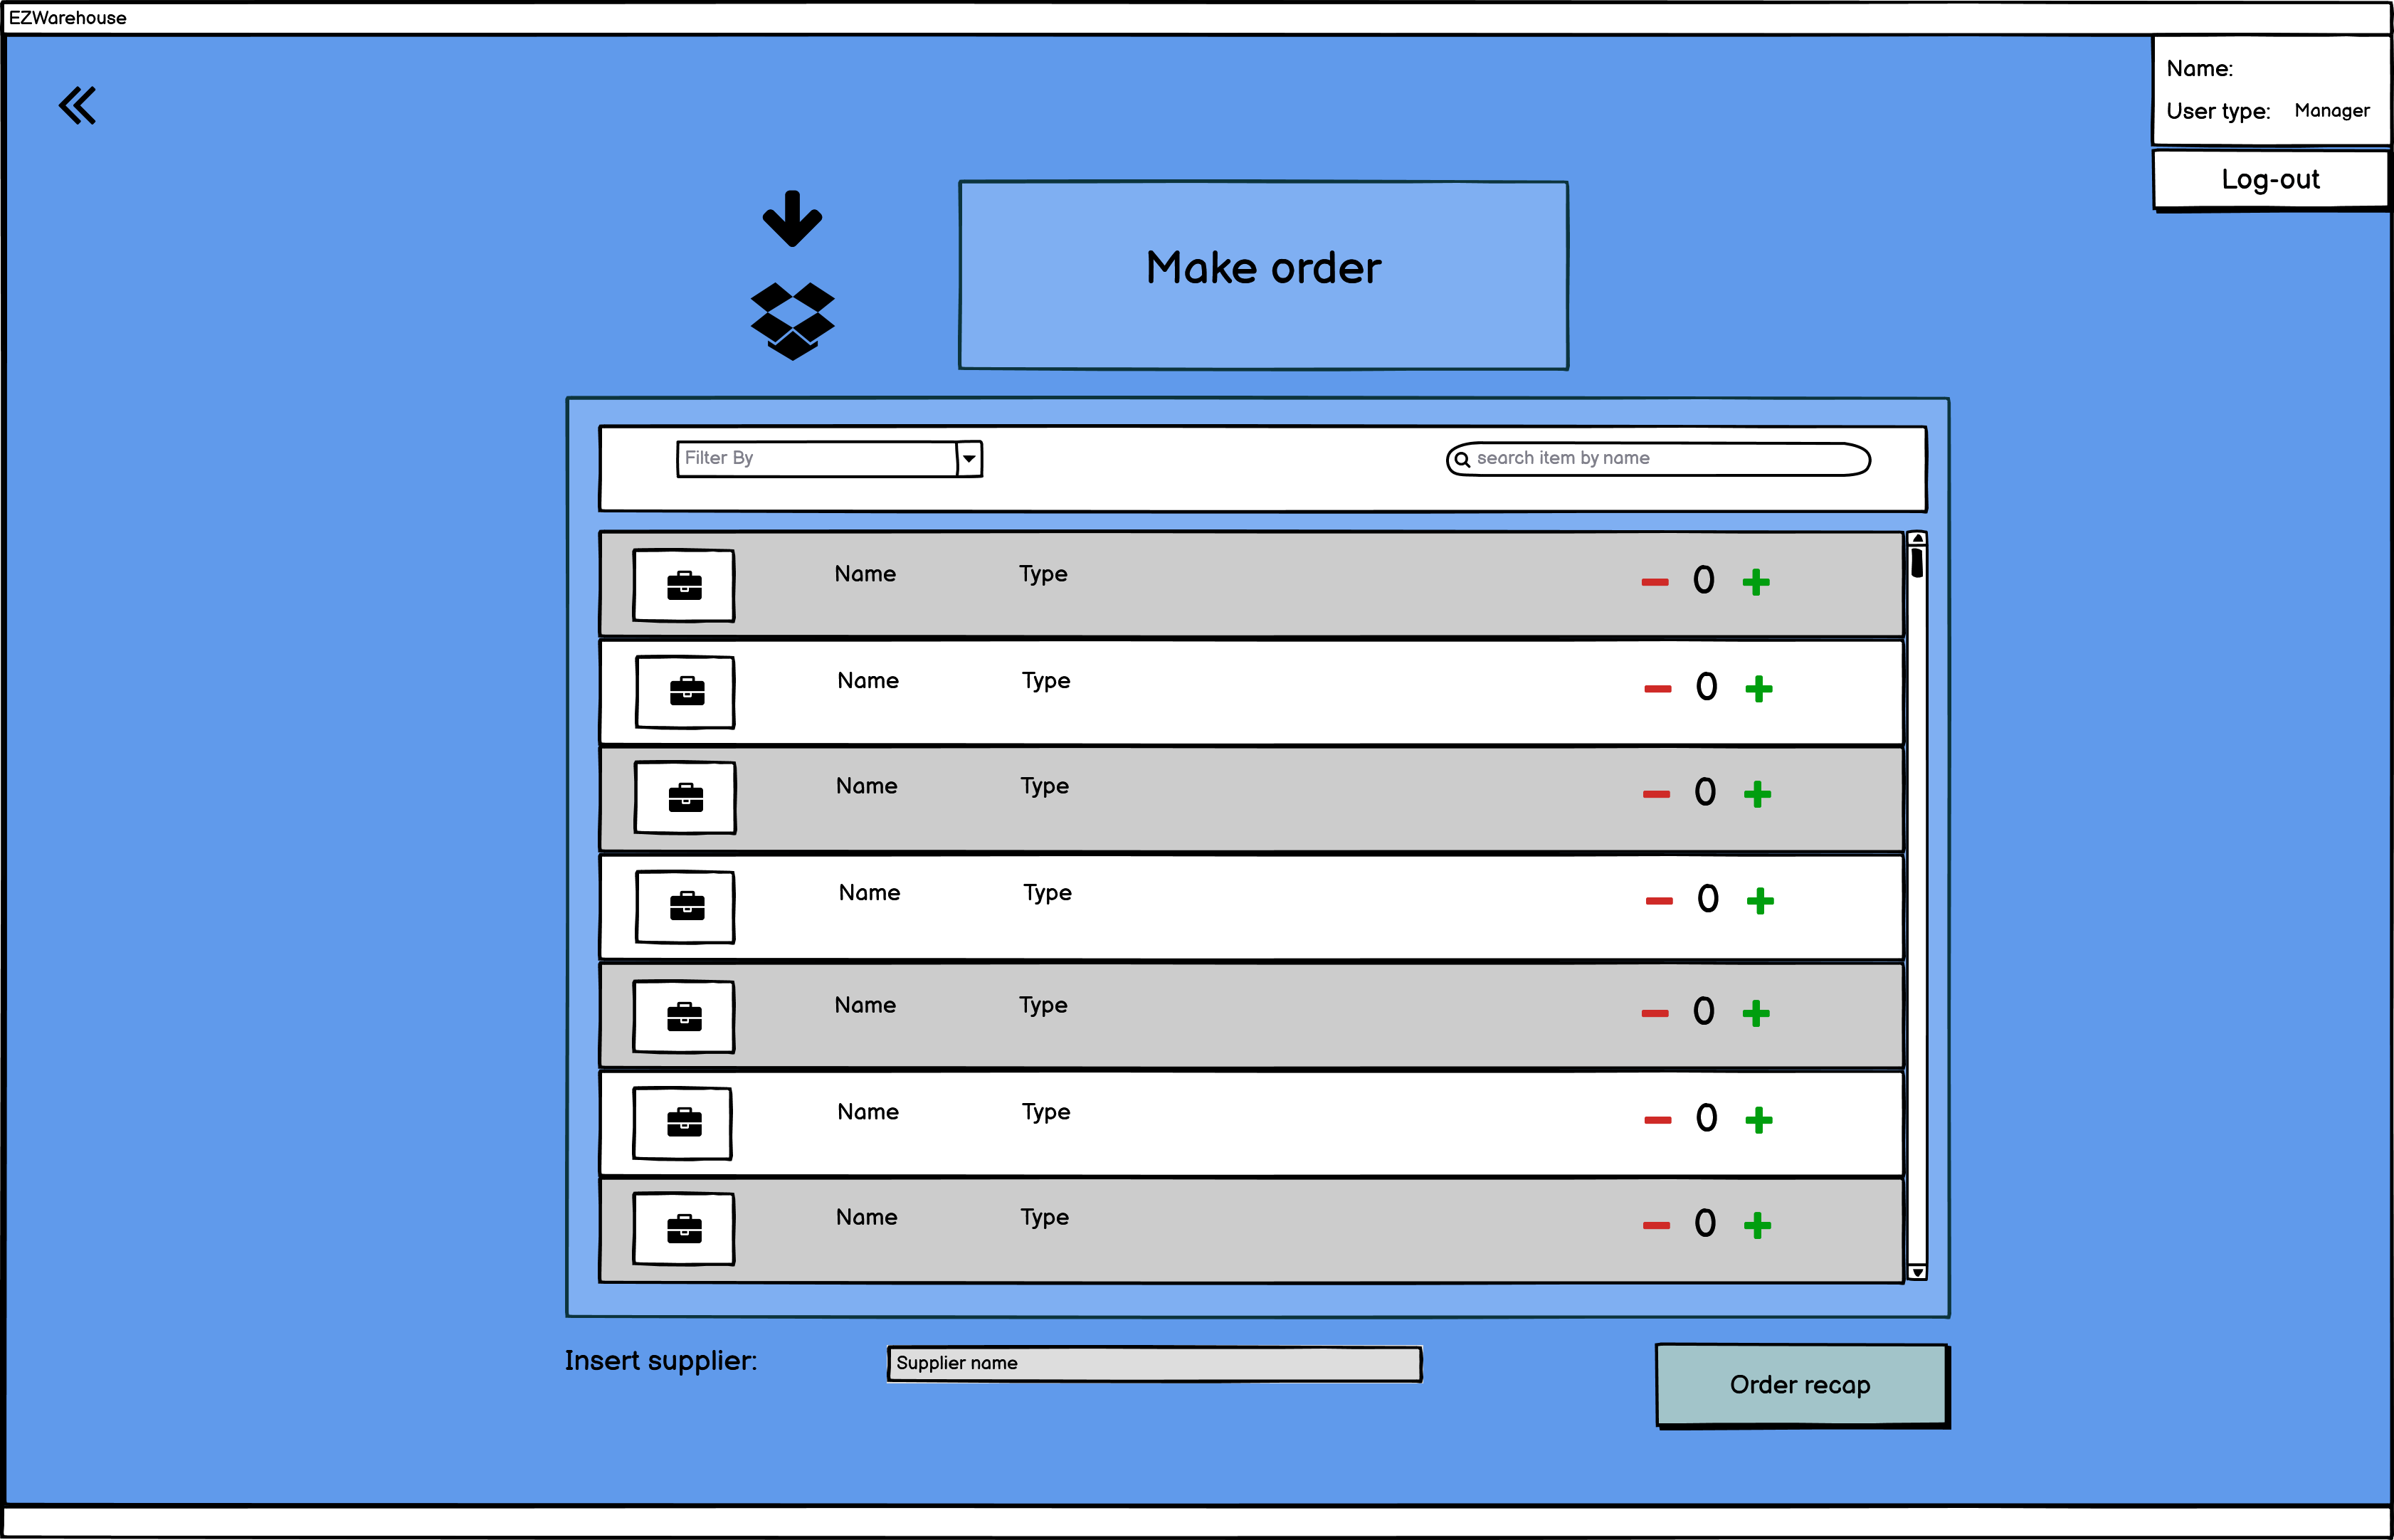 EZWarehouse
Name:
User type: Manager
Log-out
Make order
Filter By
search item by name
Name Type 0
Name Type 0
Name Type 0
Name Type 0
Name Type 0
Name Type 0
Name Type 0
Insert supplier: Supplier name
Order recap